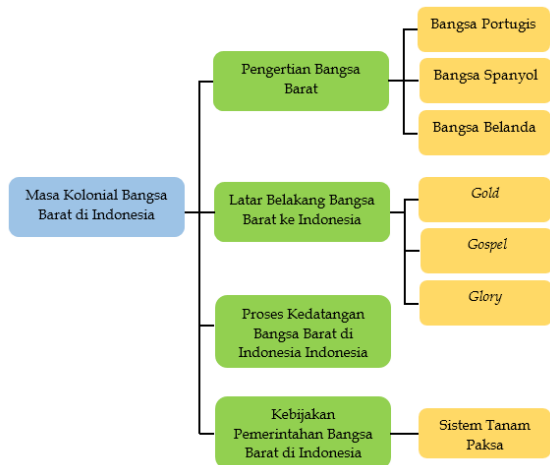 Masa Kolonial Bangsa
Barat di Indonesia
Pengertian Bangsa
Barat
Bangsa Portugis
Bangsa Spanyol
Bangsa Belanda
Latar Belakang Bangsa
Barat ke Indonesia
Gold
Gospel
Glory
Proses Kedatangan
Bangsa Barat di
Indonesia Indonesia
Kebijakan
Pemerintahan Bangsa
Barat di Indonesia
Sistem Tanam
Paksa